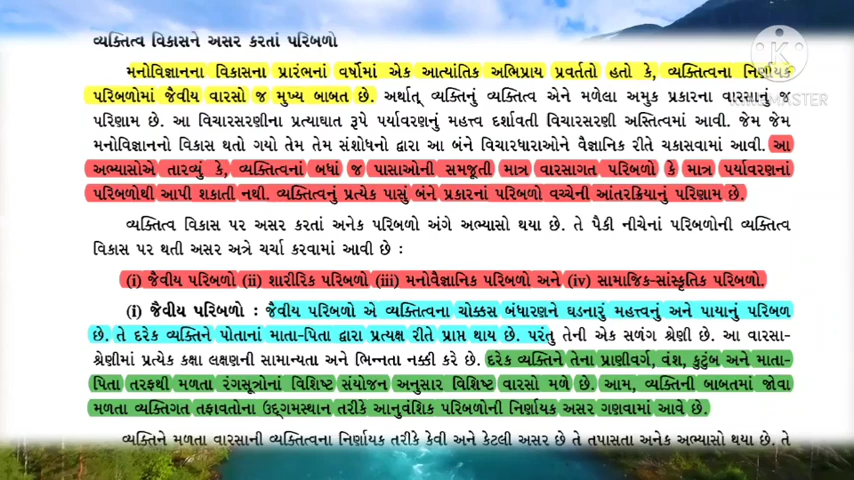 વ્યક્તિત્વ વિકાસને અસર કરતાં પરિબળો
મનોવિજ્ઞાનના વિકાસના પ્રારંભનાં વર્ષોમાં એક આત્યાંતિક અભિપ્રાય પ્રવર્તતો હતો કે, વ્યક્તિત્વના નિર્ણાયક
પરિબળોમાં જૈવીય વારસો જ મુખ્ય બાબત છે. અર્થાત્ વ્યક્તિનું વ્યક્તિત્વ એને મળેલા અમુક પ્રકારના વારસાનું જ
પરિણામ છે. આ વિચારસરણીના પ્રત્યાઘાત રૂપે પર્યાવરણનું મહત્ત્વ દર્શાવતી વિચારસરણી અસ્તિત્વમાં આવી. જેમ જેમ
મનોવિજ્ઞાનનો વિકાસ થતો ગયો તેમ તેમ સંશોધનો દ્વારા આ બંને વિચારધારાઓને વૈજ્ઞાનિક રીતે ચકાસવામાં આવી. આ
અભ્યાસોએ તારવ્યું કે, વ્યક્તિત્વનાં બધાં જ પાસાઓની સમજૂતી માત્ર વારસાગત પરિબળો કે માત્ર પર્યાવરણનાં
પરિબળોથી આપી શકાતી નથી. વ્યક્તિત્વનું પ્રત્યેક પાસું બંને પ્રકારનાં પરિબળો વચ્ચેની આંતરક્રિયાનું પરિણામ છે.
વ્યક્તિત્વ વિકાસ પર અસર કરતાં અનેક પરિબળો અંગે અભ્યાસો થયા છે. તે પૈકી નીચેનાં પરિબળોની વ્યક્તિત્વ
વિકાસ પર થતી અસર અત્રે ચર્ચા કરવામાં આવી છે :
(i) જૈવીય પરિબળો (ii) શારીરિક પરિબળો (iii) મનોવૈજ્ઞાનિક પરિબળો અને (iv) સામાજિક-સાંસ્કૃતિક પરિબળો.
(i) જૈવીય પરિબળો : જૈવીય પરિબળો એ વ્યક્તિત્વના ચોક્કસ બંધારણને ઘડનારું મહત્ત્વનું અને પાયાનું પરિબળ
છે. તે દરેક વ્યક્તિને પોતાનાં માતા-પિતા દ્વારા પ્રત્યક્ષ રીતે પ્રાપ્ત થાય છે. પરંતુ તેની એક સળંગ શ્રેણી છે. આ વારસા-
શ્રેણીમાં પ્રત્યેક કક્ષા લક્ષણની સામાન્યતા અને ભિન્નતા નક્કી કરે છે. દરેક વ્યક્તિને તેના પ્રાણીવર્ગ, વંશ, કુટુંબ અને માતા-
પિતા તરફથી મળતા રંગસૂત્રોનાં વિશિષ્ટ સંયોજન અનુસાર વિશિષ્ટ વારસો મળે છે. આમ, વ્યક્તિની બાબતમાં જોવા
મળતા વ્યક્તિગત તફાવતોના ઉદ્દગમસ્થાન તરીકે આનુવંશિક પરિબળોની નિર્ણાયક અસર ગણવામાં આવે છે.
વ્યક્તિને મળતા વારસાની વ્યક્તિત્વના નિર્ણાયક તરીકે કેવી અને કેટલી અસર છે તે તપાસતા અનેક અભ્યાસો થયા છે. તે
KINEMASTER